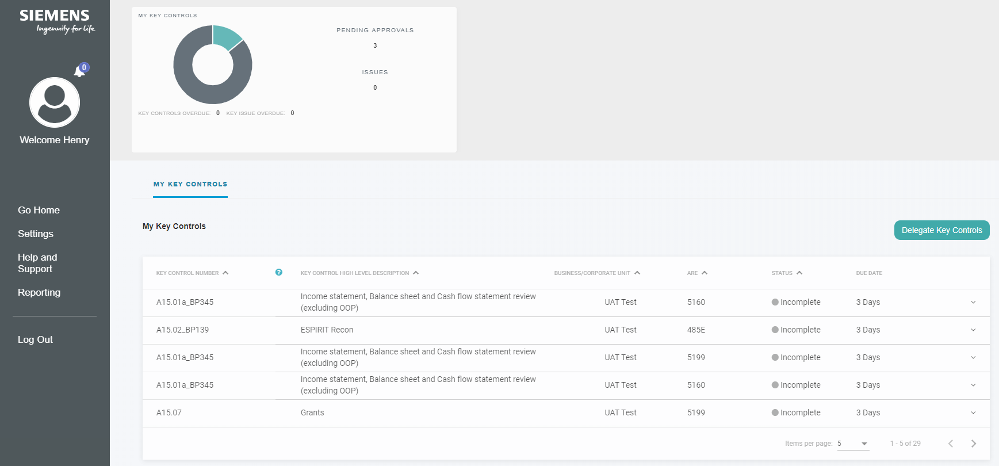 SIEMENS
Ingenuity for life
0
Welcome Henry
Go Home
Settings
Help and
Support
Reporting
Log Out
MY KEY CONTROLS
PENDING APPROVALS
3
ISSUES
0
KEY CONTROLS OVERDUE: 0 KEY ISSUE OVERDUE: 0
MY KEY CONTROLS
My Key Controls
Delegate Key Controls
KEY CONTROL NUMBER ? KEY CONTROL HIGH LEVEL DESCRIPTION BUSINESS/CORPORATE UNIT ARE STATUS DUE DATE
A15.01a_BP345 Income statement, Balance sheet and Cash flow statement review
(excluding OOP) UAT Test 5160 Incomplete 3 Days
A15.02_BP139 ESPIRIT Recon UAT Test 485E Incomplete 3 Days
A15.01a_BP345 Income statement, Balance sheet and Cash flow statement review
(excluding OOP) UAT Test 5199 Incomplete 3 Days
A15.01a_BP345 Income statement, Balance sheet and Cash flow statement review
(excluding OOP) UAT Test 5160 Incomplete 3 Days
A15.07 Grants UAT Test 5199 Incomplete 3 Days
Items per page: 5 1 - 5 of 29